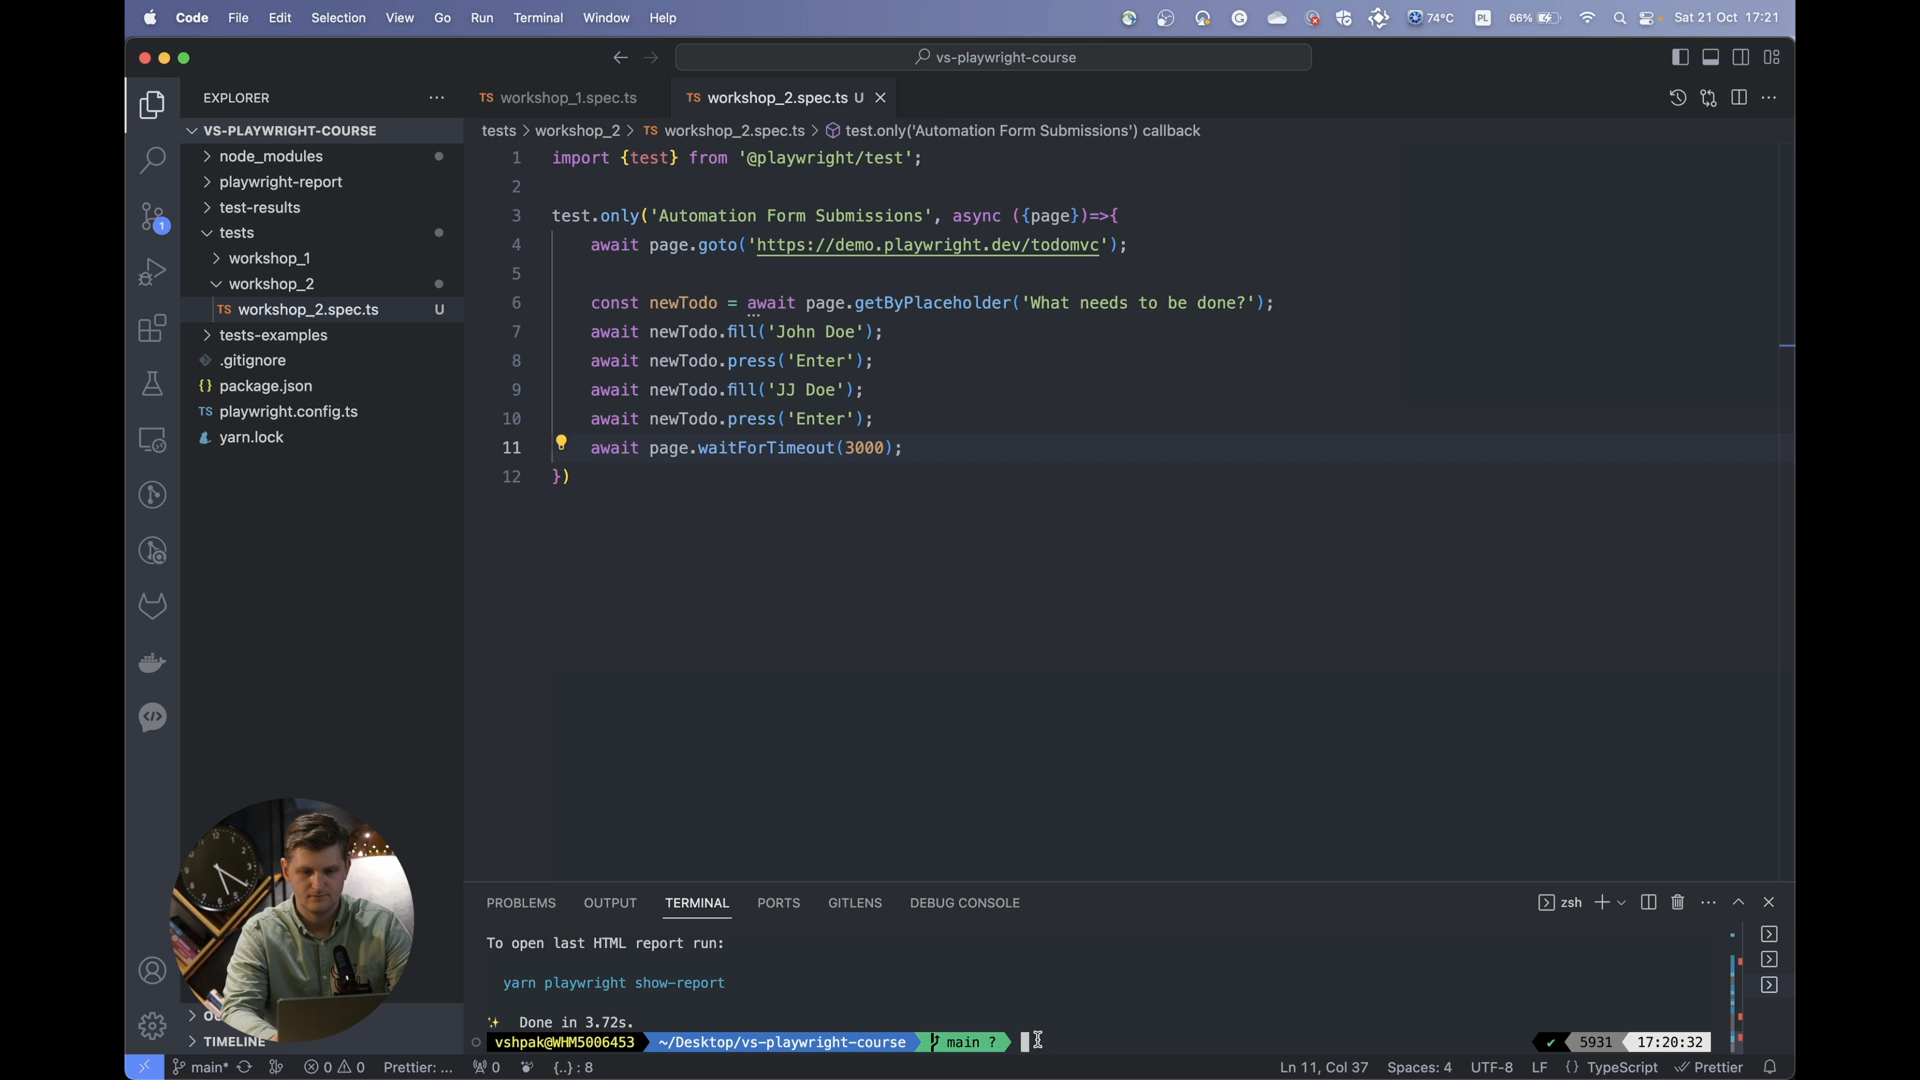 Code File Edit Selection View Go Run Terminal Window Help 74°C PL 66% Sat 21 Oct 17:21
vs-playwright-course
EXPLORER
VS-PLAYWRIGHT-COURSE
node_modules
playwright-report
test-results
tests
workshop_1
workshop_2
TS workshop_2.spec.ts U
tests-examples
.gitignore
{} package.json
TS playwright.config.ts
yarn.lock
TIMELINE
TS workshop_1.spec.ts TS workshop_2.spec.ts U
tests > workshop_2 > TS workshop_2.spec.ts > test.only('Automation Form Submissions') callback
1 import {test} from '@playwright/test';
2
3 test.only('Automation Form Submissions', async ({page})=>{
4 await page.goto('https://demo.playwright.dev/todomvc');
5
6 const newTodo = await page.getByPlaceholder('What needs to be done?');
7 await newTodo.fill('John Doe');
8 await newTodo.press('Enter');
9 await newTodo.fill('JJ Doe');
10 await newTodo.press('Enter');
11 await page.waitForTimeout(3000);
12 })
PROBLEMS OUTPUT TERMINAL PORTS GITLENS DEBUG CONSOLE zsh
To open last HTML report run:
yarn playwright show-report
Done in 3.72s.
vshpak@WHM5006453 ~/Desktop/vs-playwright-course main ? 5931 17:20:32
main* 0 0 Prettier: ... 0 {..} : 8 Ln 11, Col 37 Spaces: 4 UTF-8 LF {} TypeScript Prettier
1